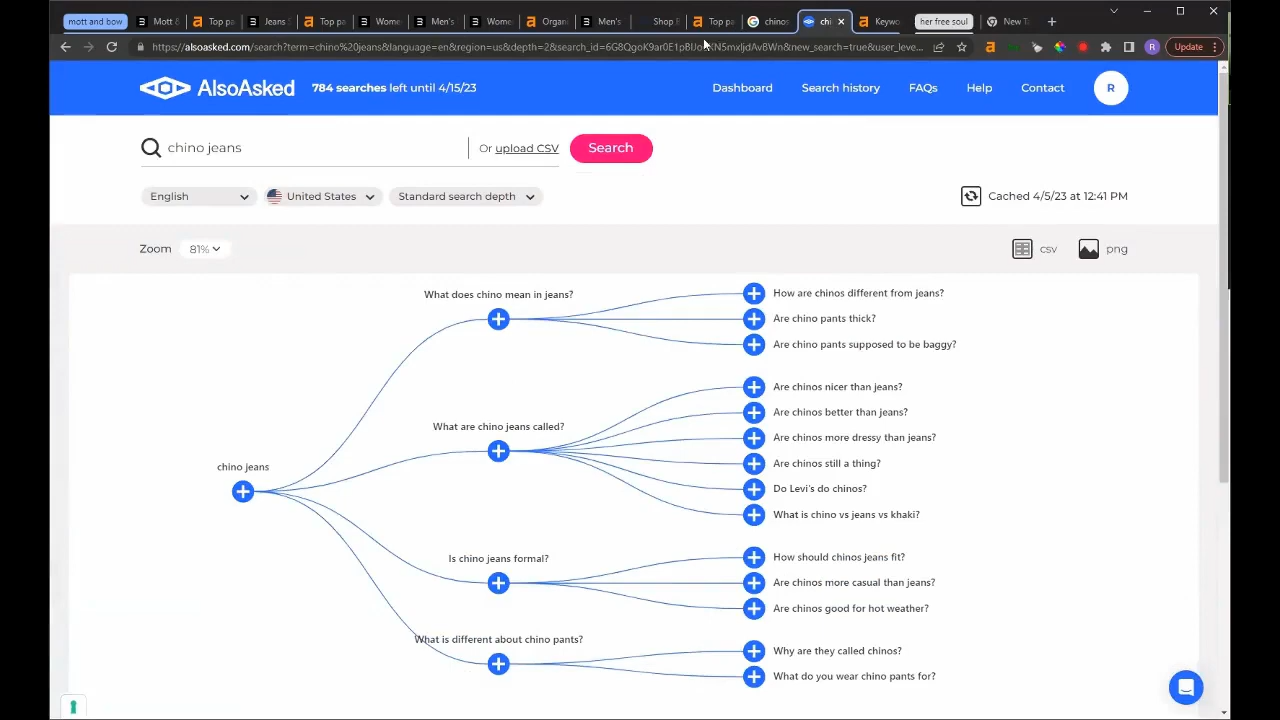 mott and bow
Mott &
Top pa
Jeans S
Top pa
Wome
Men's
Wome
Organi
Men's
Shop B
Top pa
chinos
chi
Keywo
her free soul
New T
Update
784 searches left until 4/15/23
AlsoAsked
Dashboard
Search history
FAQs
Help
Contact
R
chino jeans
Or upload CSV
Search
English
United States
Standard search depth
Cached 4/5/23 at 12:41 PM
Zoom
81%
csv
png
What does chino mean in jeans?
How are chinos different from jeans?
Are chino pants thick?
Are chino pants supposed to be baggy?
What are chino jeans called?
Are chinos nicer than jeans?
Are chinos better than jeans?
Are chinos more dressy than jeans?
Are chinos still a thing?
Do Levi's do chinos?
What is chino vs jeans vs khaki?
chino jeans
Is chino jeans formal?
How should chinos jeans fit?
Are chinos more casual than jeans?
Are chinos good for hot weather?
What is different about chino pants?
Why are they called chinos?
What do you wear chino pants for?